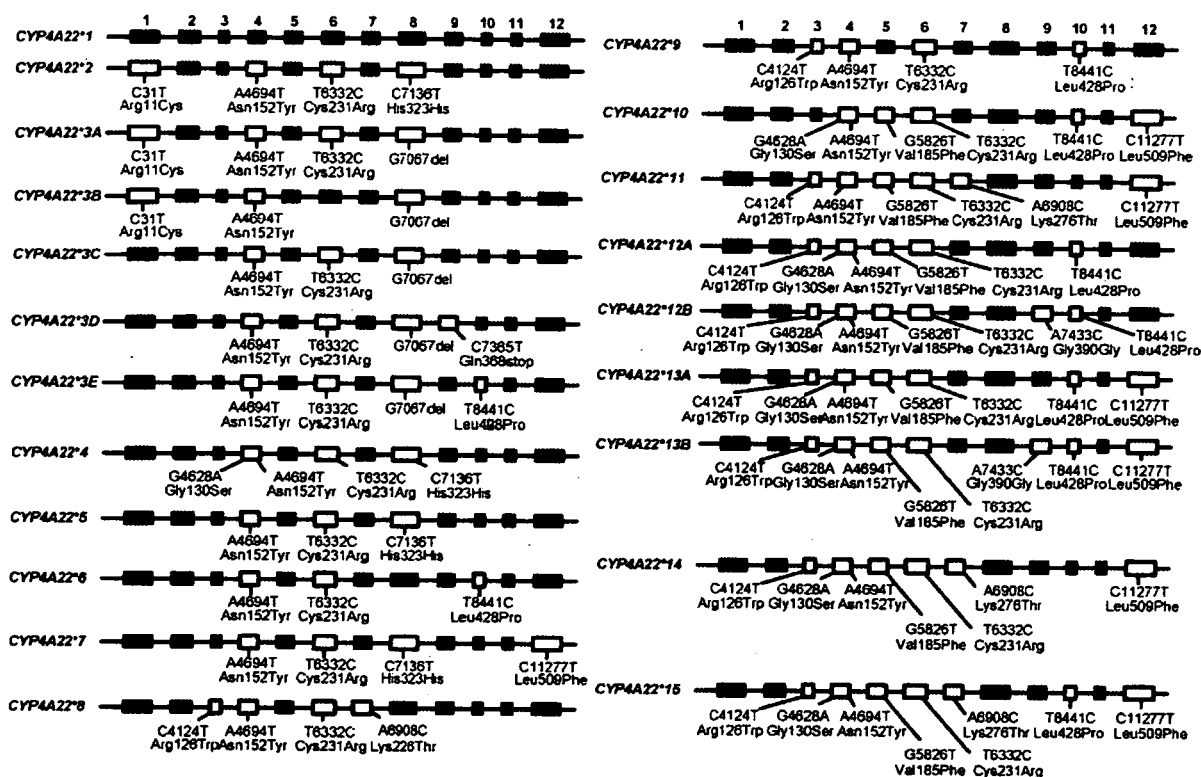 1 2 3 4 5 6 7 8 9 10 11 12
CYP4A22*1
CYP4A22*2
C31T A4694T T6332C C7136T
Arg11Cys Asn152Tyr Cys231Arg His323His
CYP4A22*3A
C31T A4694T T6332C G7067del
Arg11Cys Asn152Tyr Cys231Arg
CYP4A22*3B
C31T A4694T G7067del
Arg11Cys Asn152Tyr
CYP4A22*3C
A4694T T6332C G7067del
Asn152Tyr Cys231Arg
CYP4A22*3D
A4694T T6332C G7067del C7365T
Asn152Tyr Cys231Arg Gln368stop
CYP4A22*3E
A4694T T6332C G7067del T8441C
Asn152Tyr Cys231Arg Leu428Pro
CYP4A22*4
G4628A A4694T T6332C C7136T
Gly130Ser Asn152Tyr Cys231Arg His323His
CYP4A22*5
A4694T T6332C C7136T
Asn152Tyr Cys231Arg His323His
CYP4A22*6
A4694T T6332C T8441C
Asn152Tyr Cys231Arg Leu428Pro
CYP4A22*7
A4694T T6332C C7136T C11277T
Asn152Tyr Cys231Arg His323His Leu509Phe
CYP4A22*8
C4124T A4694T T6332C A6908C
Arg126Trp Asn152Tyr Cys231Arg Lys226Thr
1 2 3 4 5 6 7 8 9 10 11 12
CYP4A22*9
C4124T A4694T T6332C T8441C
Arg126Trp Asn152Tyr Cys231Arg Leu428Pro
CYP4A22*10
G4628A A4694T G5826T T6332C T8441C C11277T
Gly130Ser Asn152Tyr Val185Phe Cys231Arg Leu428Pro Leu509Phe
CYP4A22*11
C4124T A4694T G5826T T6332C A6908C C11277T
Arg126Trp Asn152Tyr Val185Phe Cys231Arg Lys276Thr Leu509Phe
CYP4A22*12A
C4124T G4628A A4694T G5826T T6332C T8441C
Arg126Trp Gly130Ser Asn152Tyr Val185Phe Cys231Arg Leu428Pro
CYP4A22*12B
C4124T G4628A A4694T G5826T T6332C A7433C T8441C
Arg126Trp Gly130Ser Asn152Tyr Val185Phe Cys231Arg Gly390Gly Leu428Pro
CYP4A22*13A
C4124T G4628A A4694T G5826T T6332C T8441C C11277T
Arg126Trp Gly130Ser Asn152Tyr Val185Phe Cys231Arg Leu428Pro Leu509Phe
CYP4A22*13B
C4124T G4628A A4694T A7433C T8441C C11277T
Arg126Trp Gly130Ser Asn152Tyr Gly390Gly Leu428Pro Leu509Phe
G5826T T6332C
Val185Phe Cys231Arg
CYP4A22*14
C4124T G4628A A4694T A6908C C11277T
Arg126Trp Gly130Ser Asn152Tyr Lys276Thr Leu509Phe
G5826T T6332C
Val185Phe Cys231Arg
CYP4A22*15
C4124T G4628A A4694T A6908C T8441C C11277T
Arg126Trp Gly130Ser Asn152Tyr Lys276Thr Leu428Pro Leu509Phe
G5826T T6332C
Val185Phe Cys231Arg